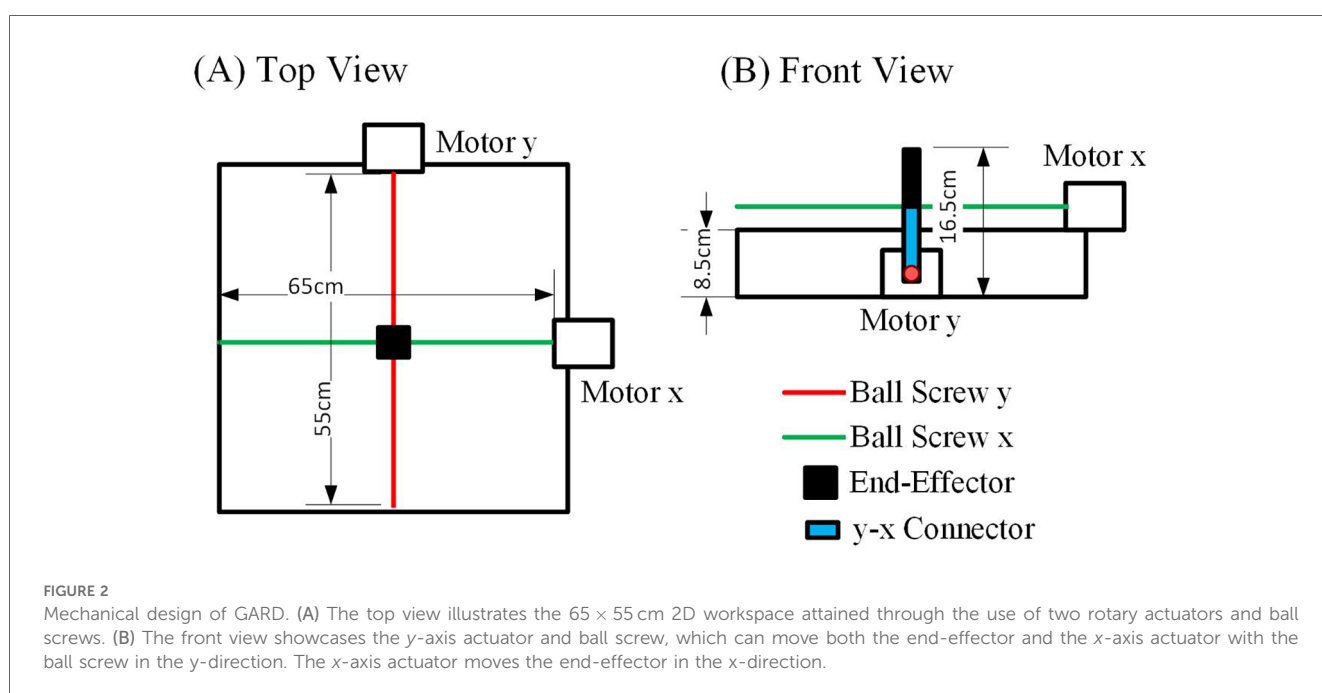 (A) Top View
Motor y
65cm
55cm
Motor x
(B) Front View
Motor x
16.5cm
8.5cm
Motor y
Ball Screw y
Ball Screw x
End-Effector
y-x Connector
FIGURE 2
Mechanical design of GARD. (A) The top view illustrates the 65 × 55 cm 2D workspace attained through the use of two rotary actuators and ball
screws. (B) The front view showcases the y-axis actuator and ball screw, which can move both the end-effector and the x-axis actuator with the
ball screw in the y-direction. The x-axis actuator moves the end-effector in the x-direction.